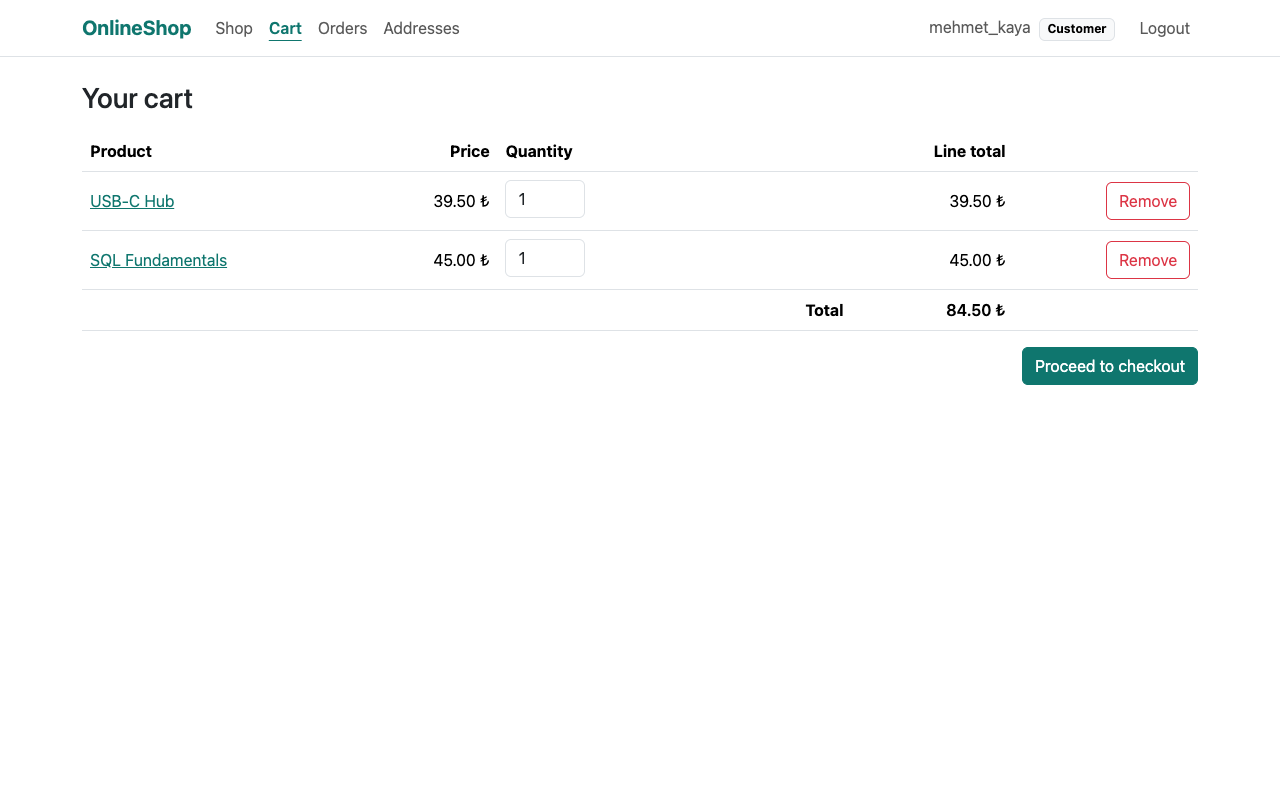 OnlineShop Shop Cart Orders Addresses mehmet_kaya Customer Logout
Your cart
Product Price Quantity Line total
USB-C Hub 39.50 ₺ 1 39.50 ₺ Remove
SQL Fundamentals 45.00 ₺ 1 45.00 ₺ Remove
Total 84.50 ₺
Proceed to checkout